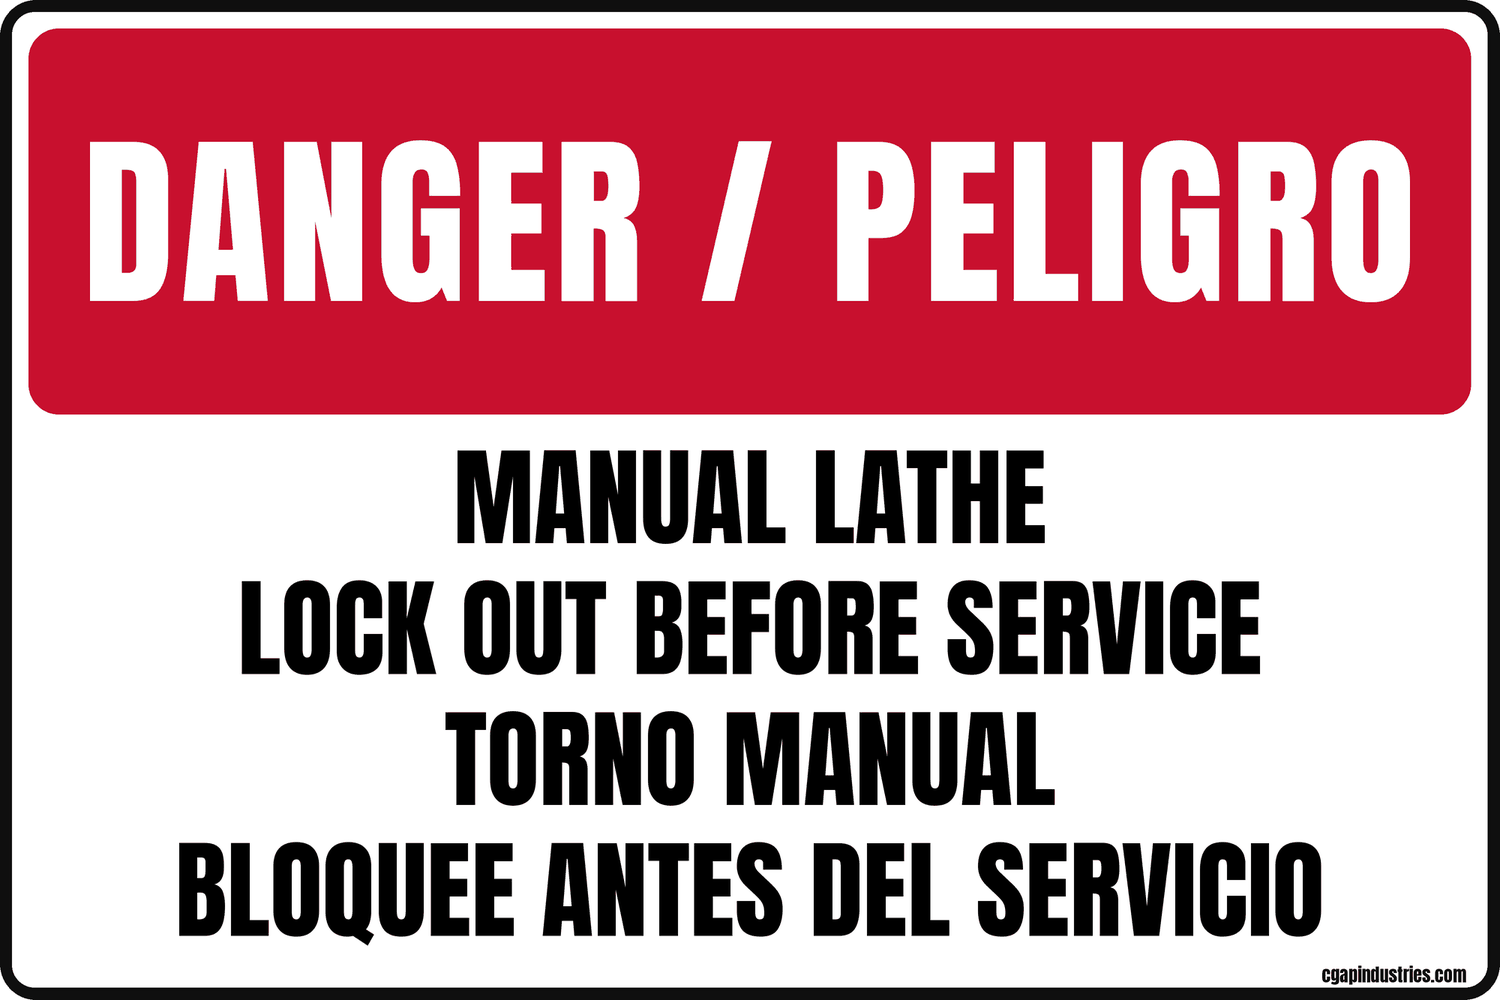 DANGER / PELIGRO
MANUAL LATHE
LOCK OUT BEFORE SERVICE
TORNO MANUAL
BLOQUEE ANTES DEL SERVICIO
cgapindustries.com